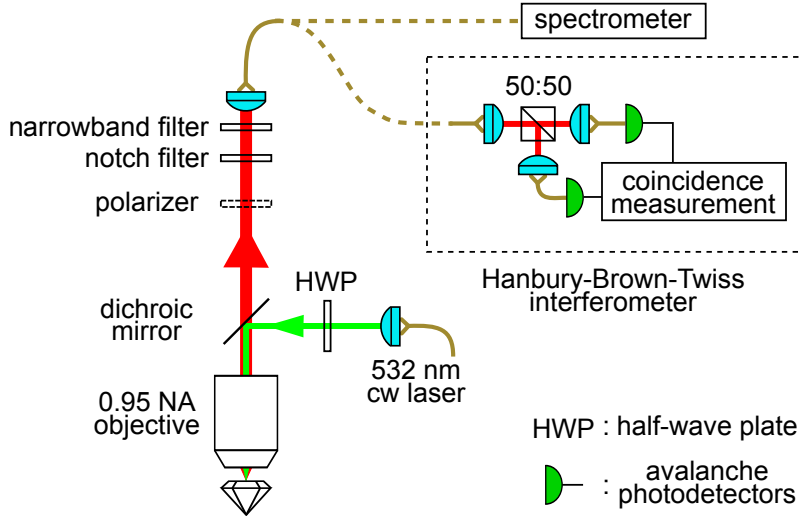 spectrometer
50:50
narrowband filter
notch filter
polarizer
coincidence
measurement
Hanbury-Brown-Twiss
interferometer
HWP
dichroic
mirror
532 nm
cw laser
0.95 NA
objective
HWP : half-wave plate
: avalanche
photodetectors